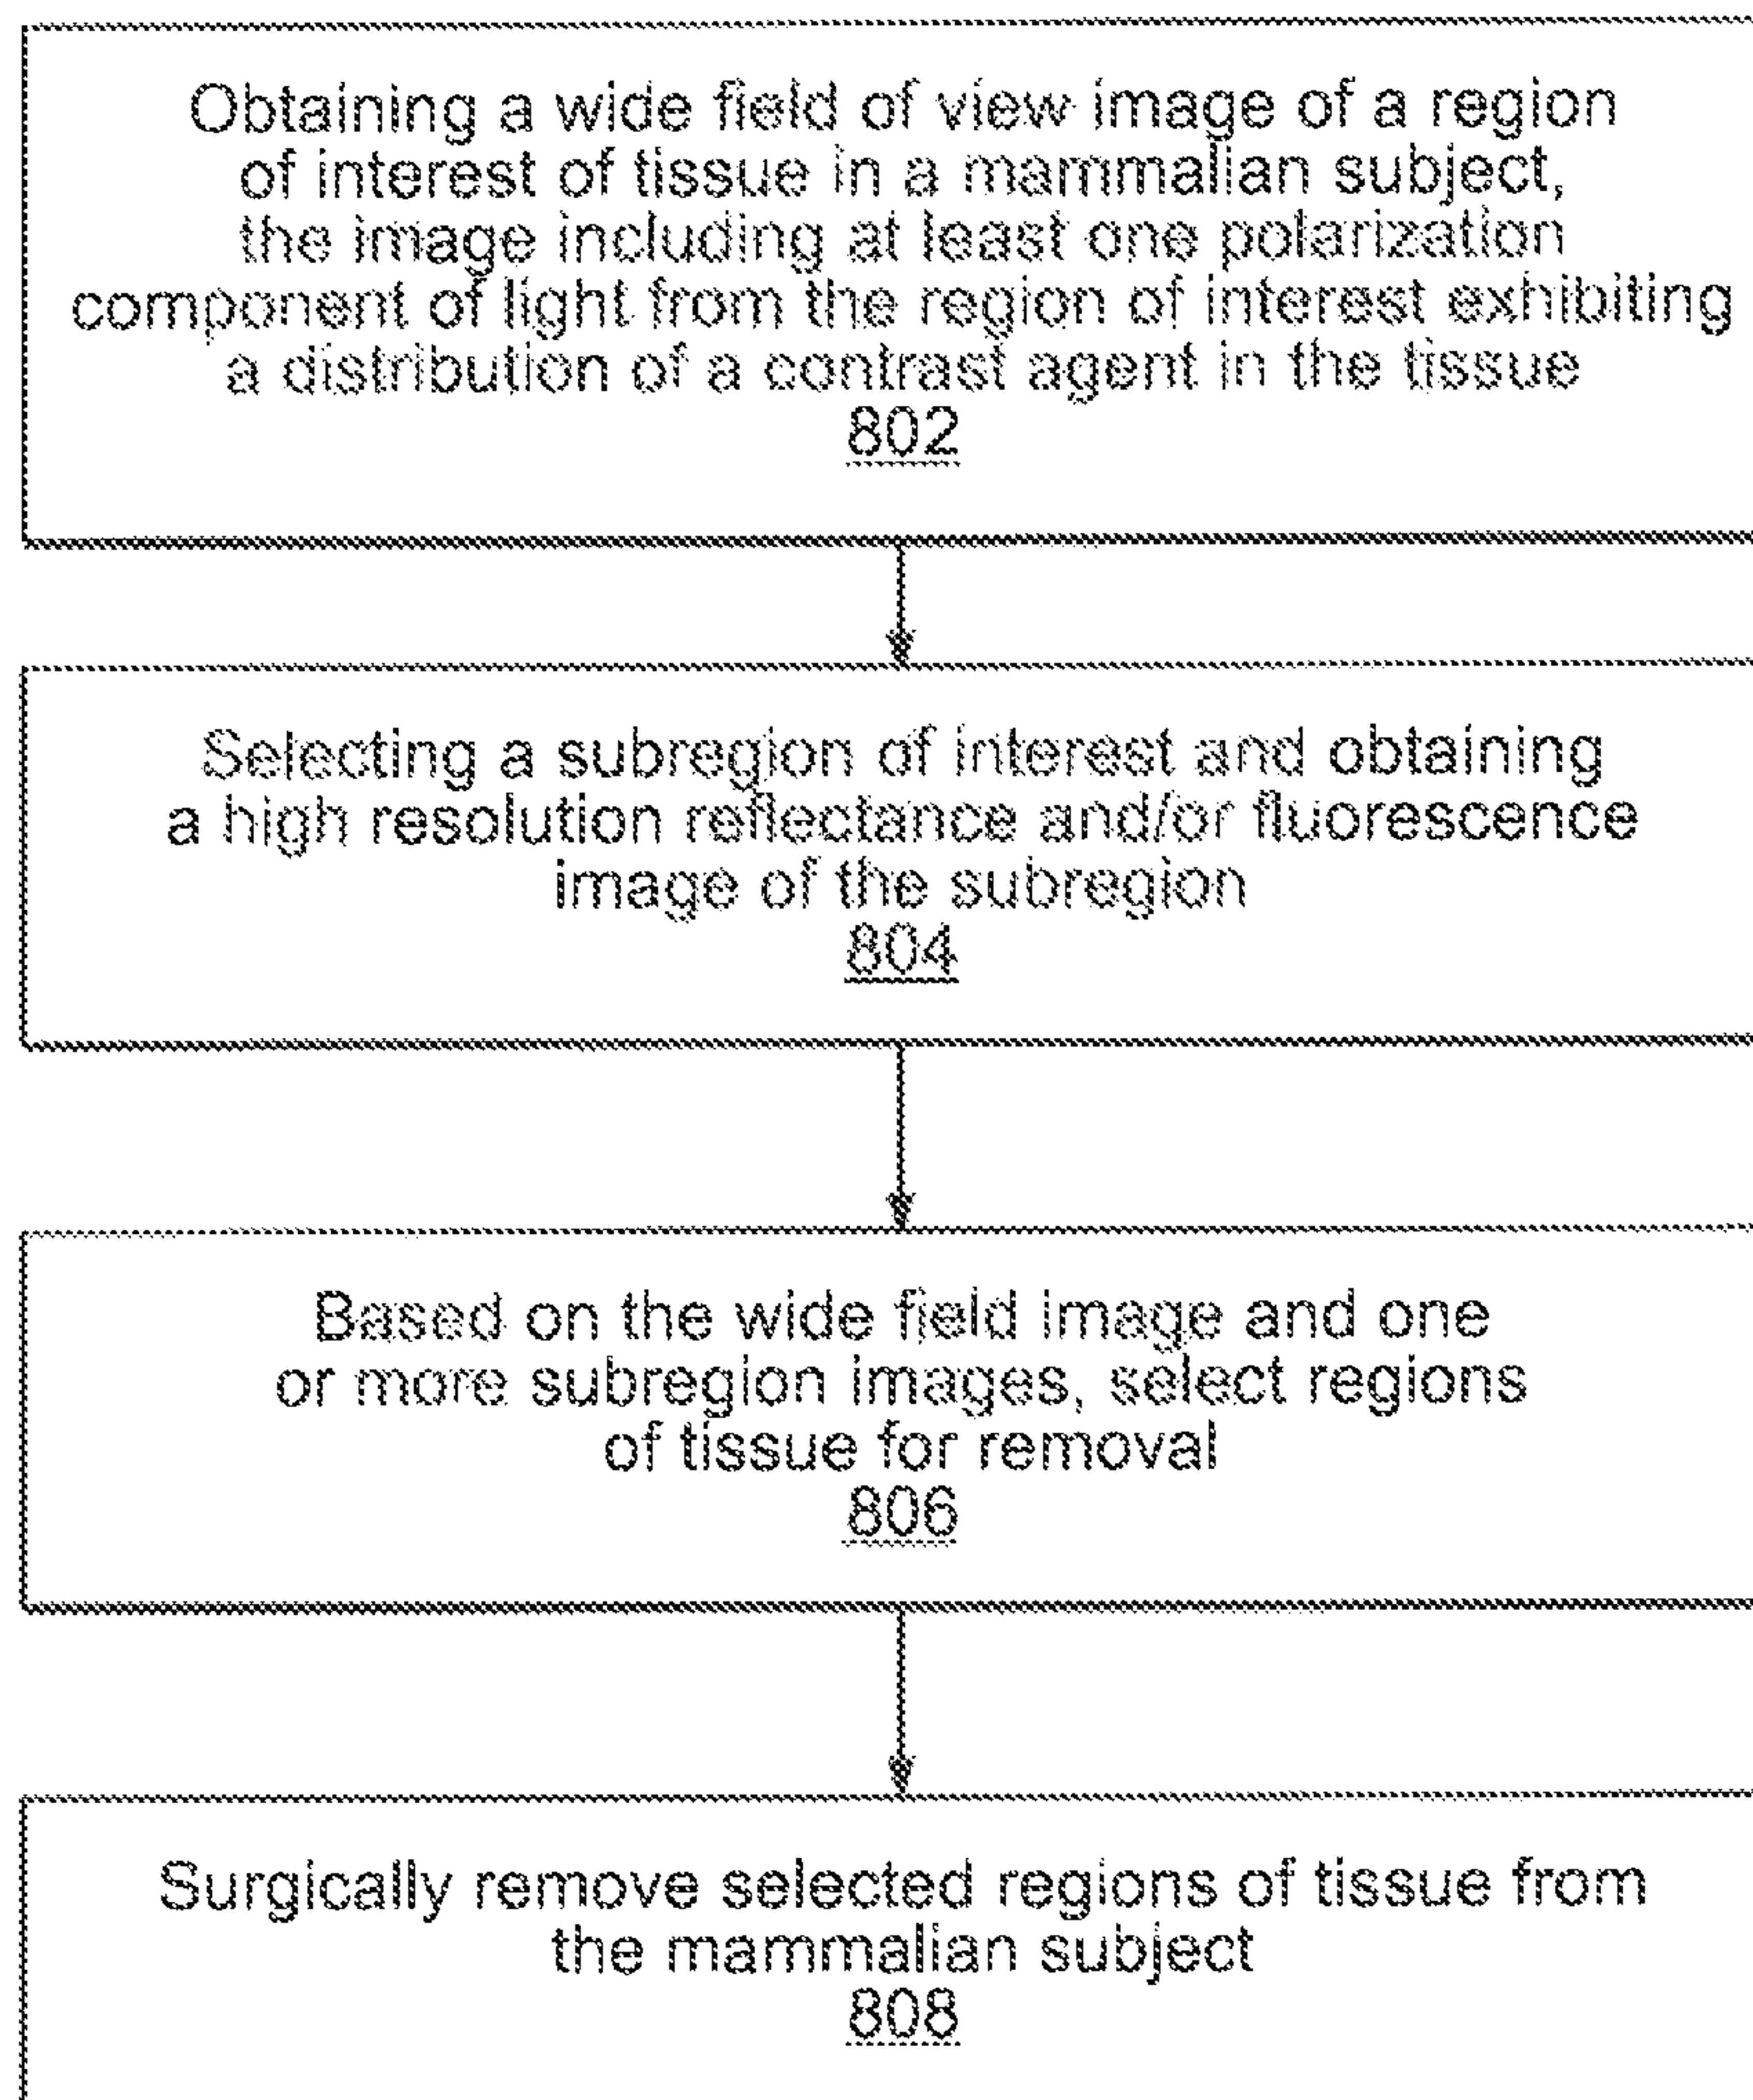 Obtaining a wide field of view image of a region
of interest of tissue in a mammalian subject,
the image including at least one polarization
component of light from the region of interest exhibiting
a distribution of a contrast agent in the tissue
802
Selecting a subregion of interest and obtaining
a high resolution reflectance and/or fluorescence
image of the subregion
804
Based on the wide field image and one
or more subregion images, select regions
of tissue for removal
806
Surgically remove selected regions of tissue from
the mammalian subject
808